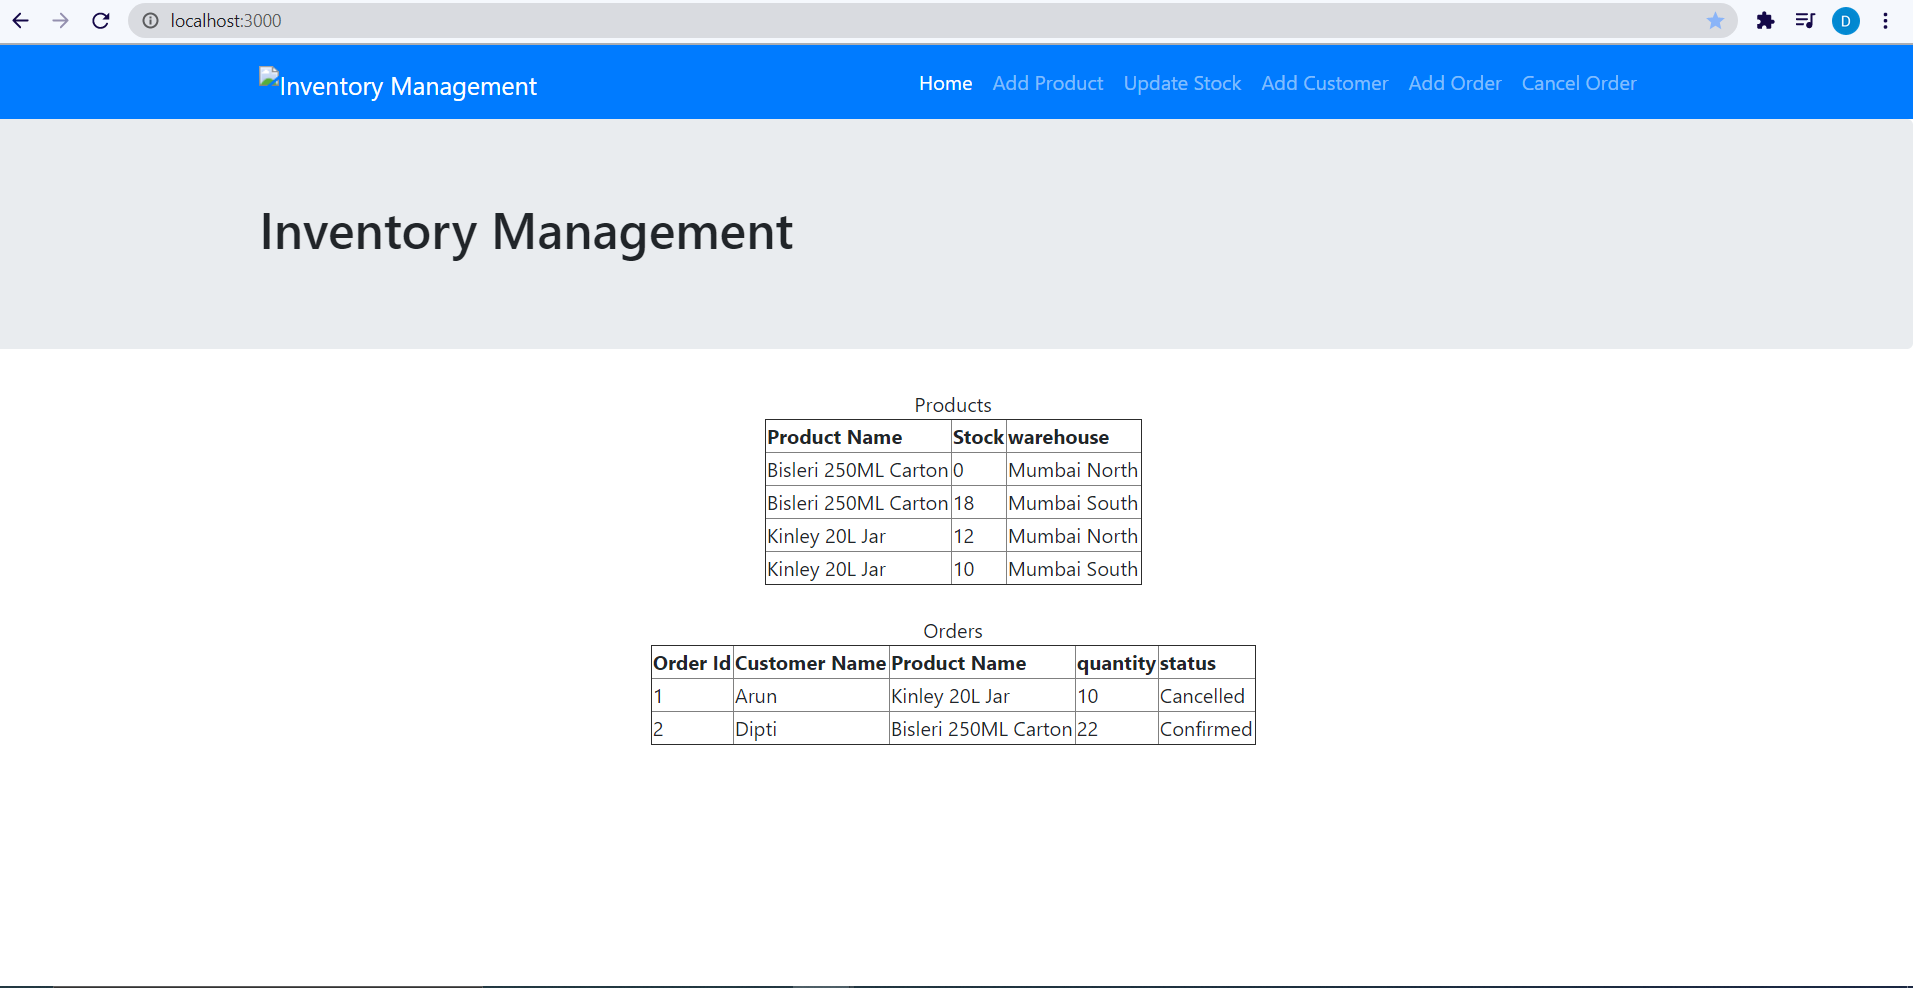 localhost:3000
D
Inventory Management
Home Add Product Update Stock Add Customer Add Order Cancel Order
Inventory Management
Products
Product Name Stock warehouse
Bisleri 250ML Carton 0 Mumbai North
Bisleri 250ML Carton 18 Mumbai South
Kinley 20L Jar 12 Mumbai North
Kinley 20L Jar 10 Mumbai South
Orders
Order Id Customer Name Product Name quantity status
1 Arun Kinley 20L Jar 10 Cancelled
2 Dipti Bisleri 250ML Carton 22 Confirmed